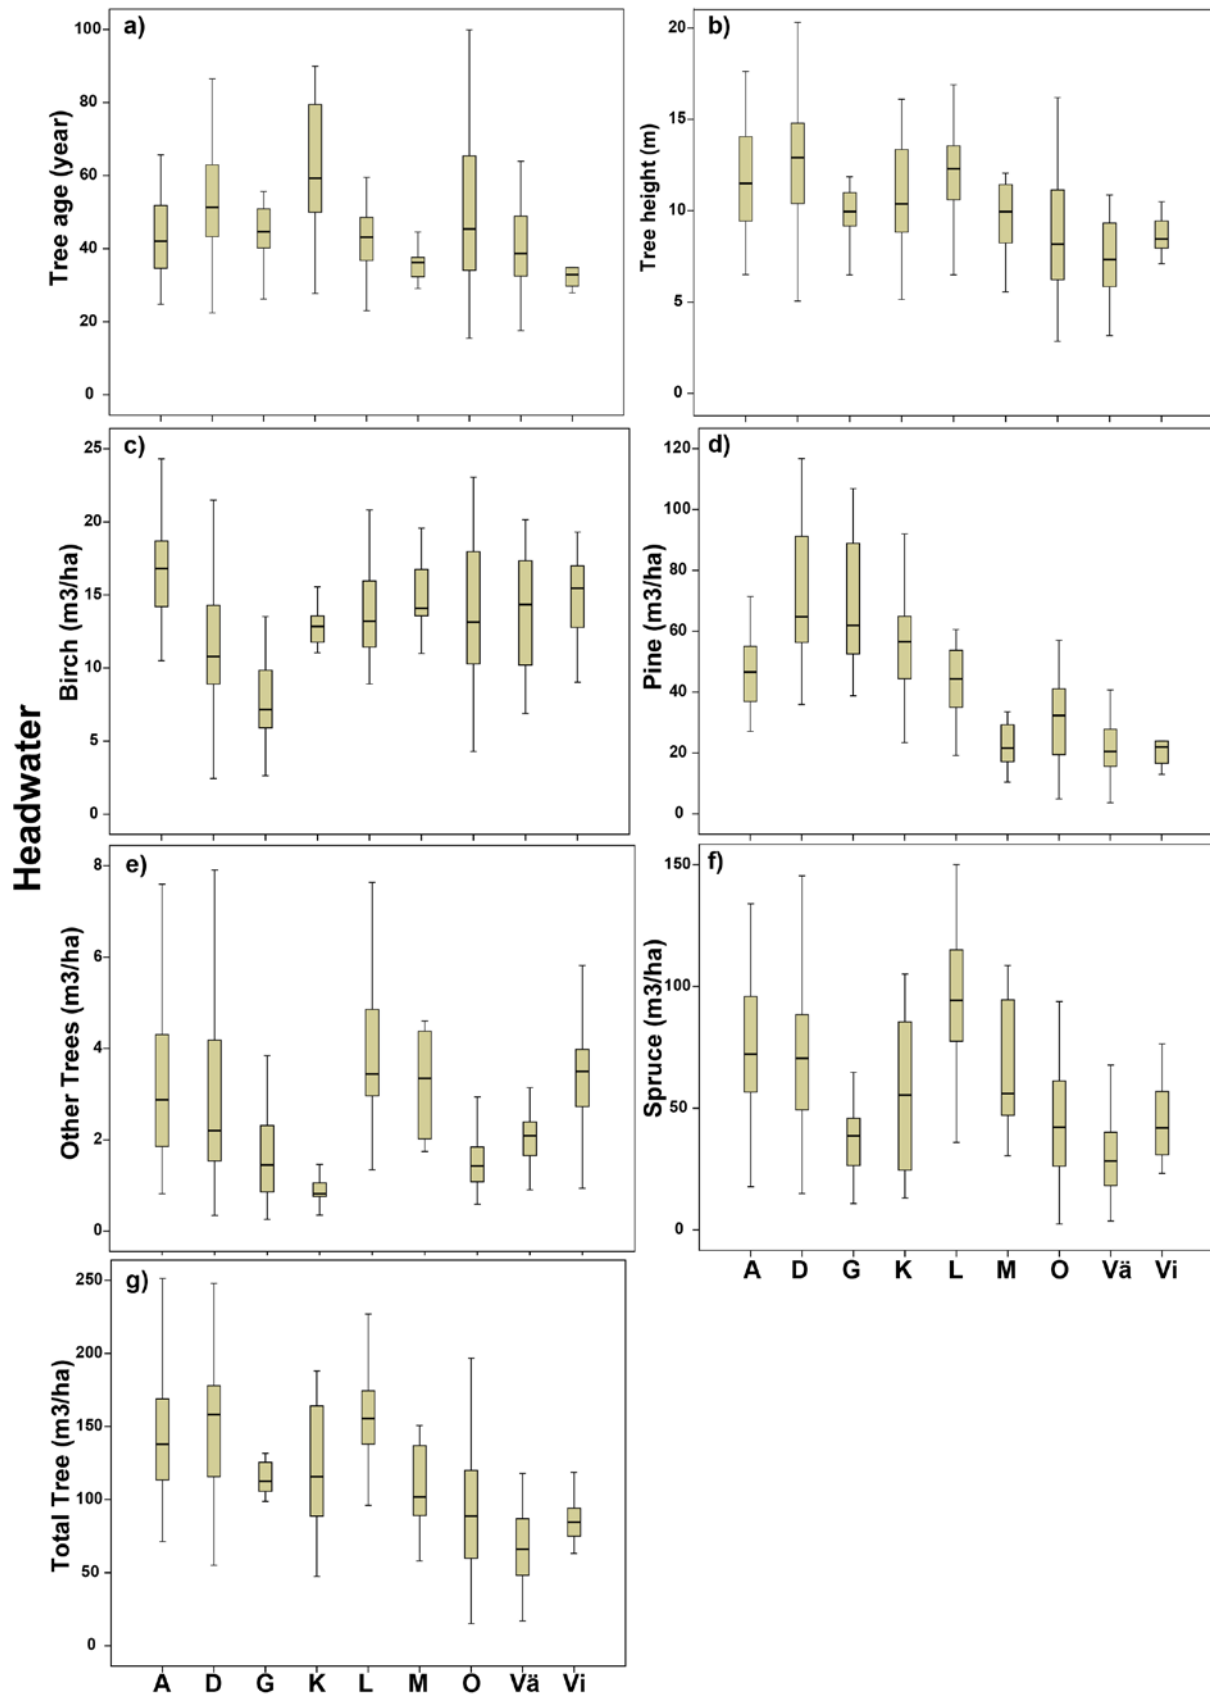 Headwater
a)
Tree age (year)
100
80
60
40
20
0
b)
Tree height (m)
20
15
10
5
0
c)
Birch (m3/ha)
25
20
15
10
5
0
d)
Pine (m3/ha)
120
100
80
60
40
20
0
e)
Other Trees (m3/ha)
8
6
4
2
0
f)
Spruce (m3/ha)
150
100
50
0
A D G K L M O Vä Vi
g)
Total Tree (m3/ha)
250
200
150
100
50
0
A D G K L M O Vä Vi